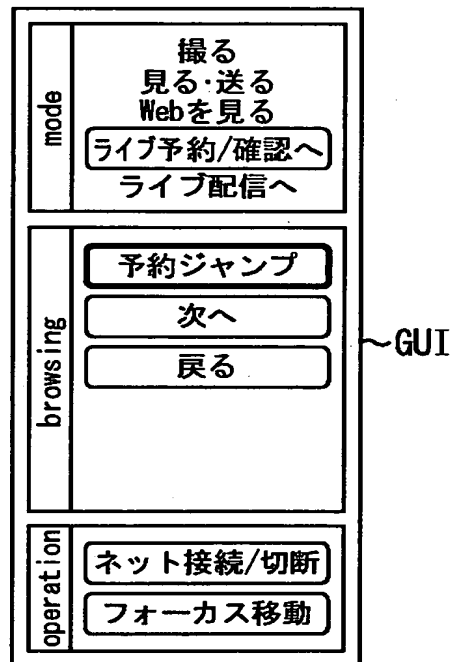 mode
撮る
見る・送る
Webを見る
ライブ予約/確認へ
ライブ配信へ
browsing
予約ジャンプ
次へ
戻る
GUI
operation
ネット接続/切断
フォーカス移動